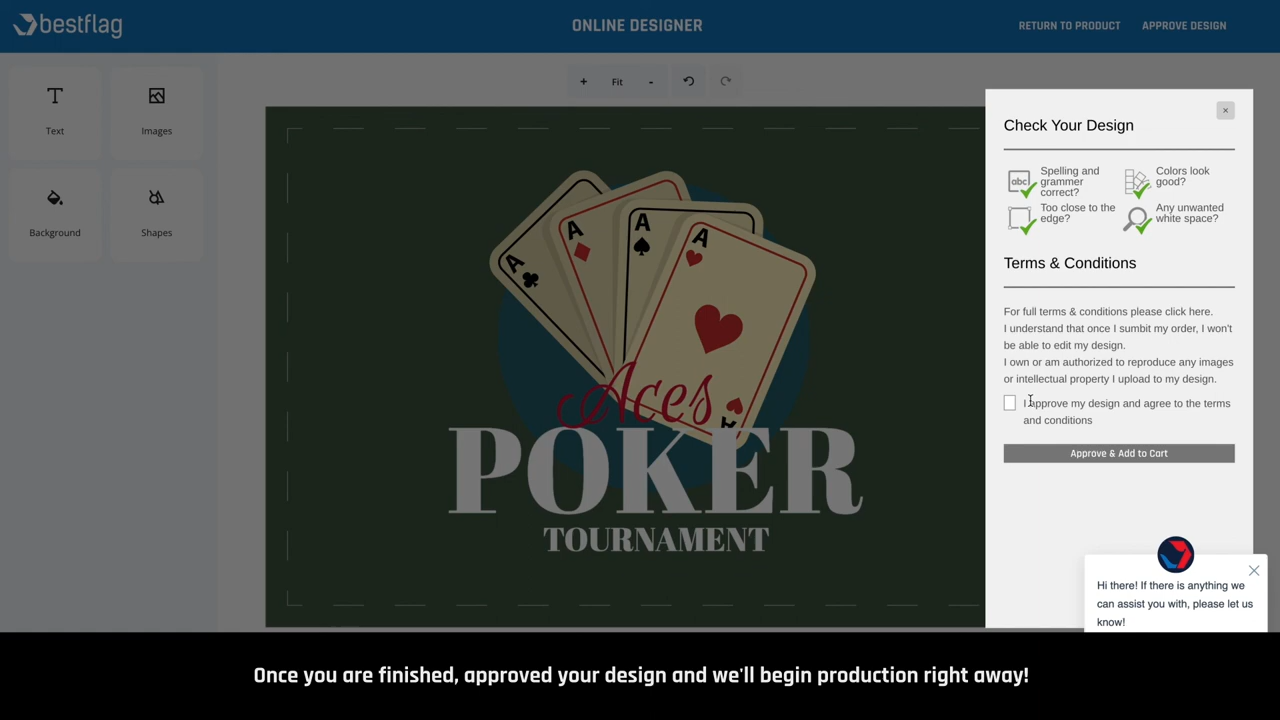 bestflag
ONLINE DESIGNER
RETURN TO PRODUCT
APPROVE DESIGN
Text
Images
Background
Shapes
+ Fit -
A
A
A
A
A
Aces
POKER
TOURNAMENT
×
Check Your Design
abc
Spelling and
grammer
correct?
Colors look
good?
Too close to the
edge?
Any unwanted
white space?
Terms & Conditions
For full terms & conditions please click here.
I understand that once I sumbit my order, I won't
be able to edit my design.
I own or am authorized to reproduce any images
or intellectual property I upload to my design.
I approve my design and agree to the terms
and conditions
Approve & Add to Cart
Hi there! If there is anything we
can assist you with, please let us
know!
Once you are finished, approved your design and we'll begin production right away!